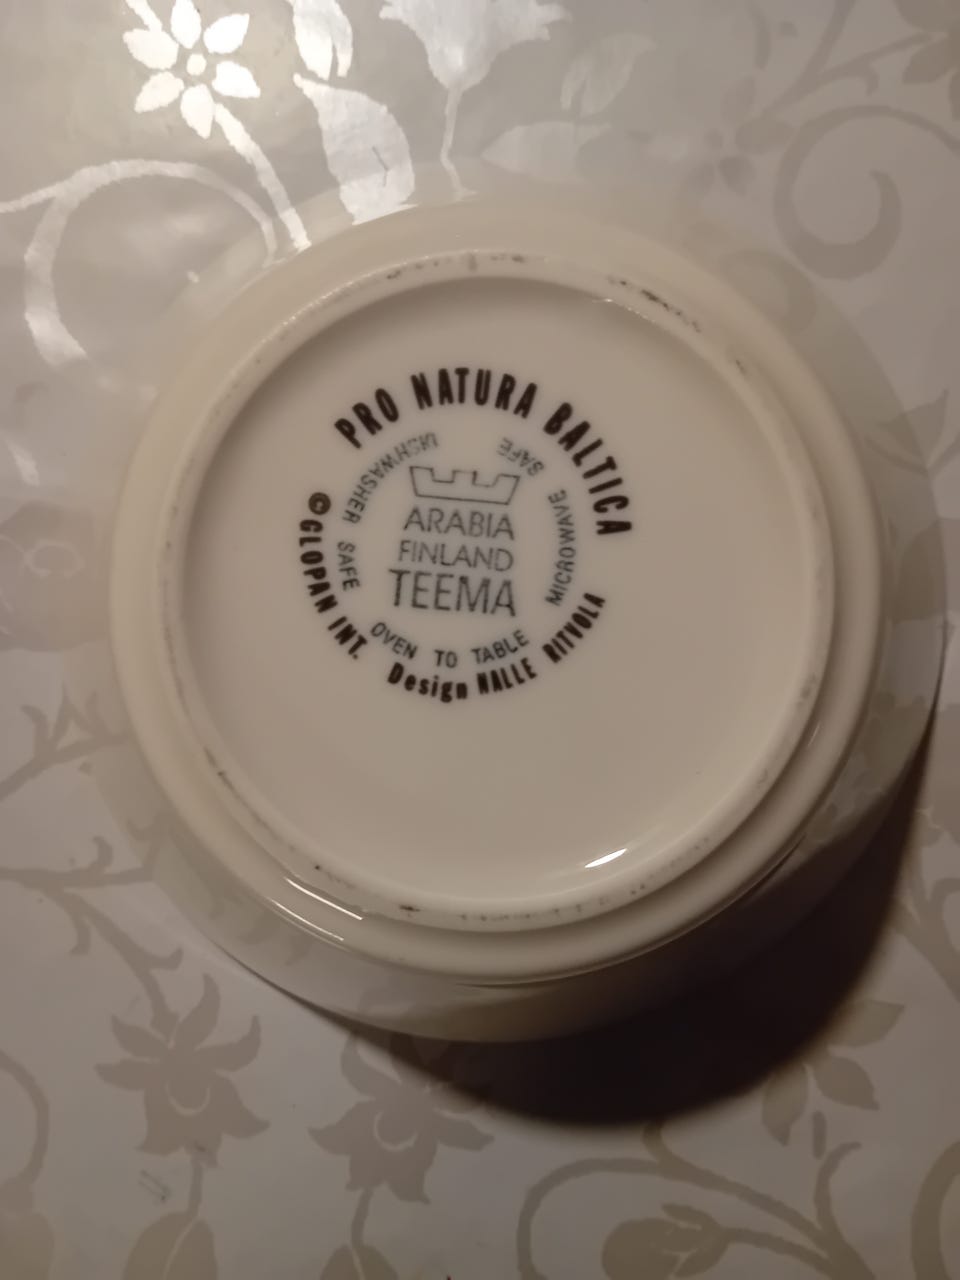 PRO NATURA BALTICA
DISHWASHER SAFE
MICROWAVE SAFE
ARABIA
FINLAND
TEEMA
OVEN TO TABLE
© GLOPAN INT.
Design NALLE RITVOLA